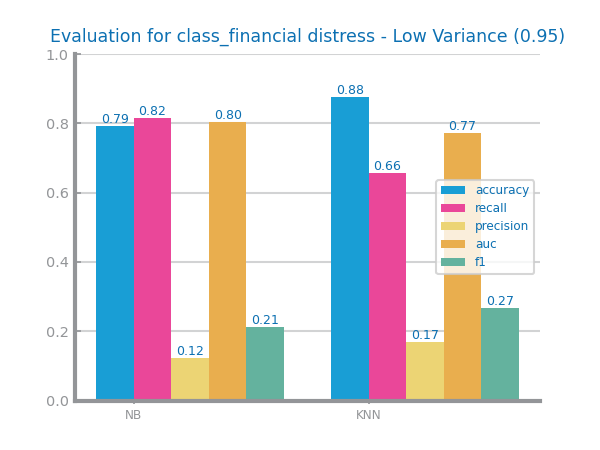 Evaluation for class_financial distress - Low Variance (0.95)
1.0
0.8
0.6
0.4
0.2
0.0
0.79
0.82
0.12
0.80
0.21
0.88
0.66
0.17
0.77
0.27
accuracy
recall
precision
auc
f1
NB
KNN